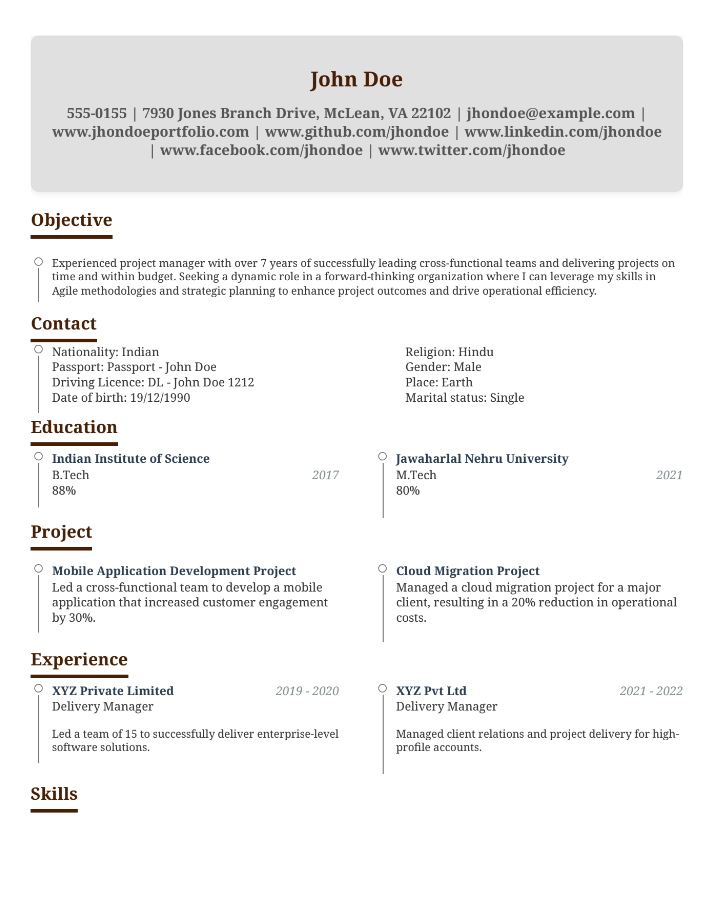 John Doe
555-0155 | 7930 Jones Branch Drive, McLean, VA 22102 | jhondoe@example.com |
www.jhondoeportfolio.com | www.github.com/jhondoe | www.linkedin.com/jhondoe
| www.facebook.com/jhondoe | www.twitter.com/jhondoe
Objective
Experienced project manager with over 7 years of successfully leading cross-functional teams and delivering projects on
time and within budget. Seeking a dynamic role in a forward-thinking organization where I can leverage my skills in
Agile methodologies and strategic planning to enhance project outcomes and drive operational efficiency.
Contact
Nationality: Indian
Passport: Passport - John Doe
Driving Licence: DL - John Doe 1212
Date of birth: 19/12/1990
Religion: Hindu
Gender: Male
Place: Earth
Marital status: Single
Education
Indian Institute of Science
B.Tech 2017
88%
Jawaharlal Nehru University
M.Tech 2021
80%
Project
Mobile Application Development Project
Led a cross-functional team to develop a mobile
application that increased customer engagement
by 30%.
Cloud Migration Project
Managed a cloud migration project for a major
client, resulting in a 20% reduction in operational
costs.
Experience
XYZ Private Limited 2019 - 2020
Delivery Manager
Led a team of 15 to successfully deliver enterprise-level
software solutions.
XYZ Pvt Ltd 2021 - 2022
Delivery Manager
Managed client relations and project delivery for high-
profile accounts.
Skills